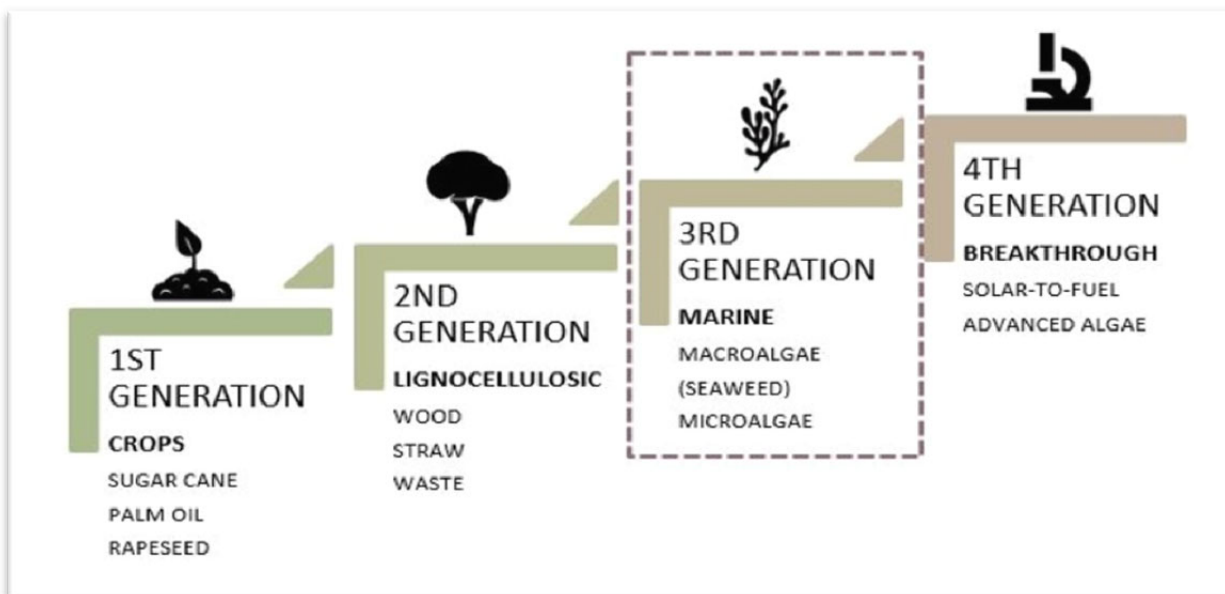 1ST
GENERATION
CROPS
SUGAR CANE
PALM OIL
RAPESEED
2ND
GENERATION
LIGNOCELLULOSIC
WOOD
STRAW
WASTE
3RD
GENERATION
MARINE
MACROALGAE
(SEAWEED)
MICROALGAE
4TH
GENERATION
BREAKTHROUGH
SOLAR-TO-FUEL
ADVANCED ALGAE